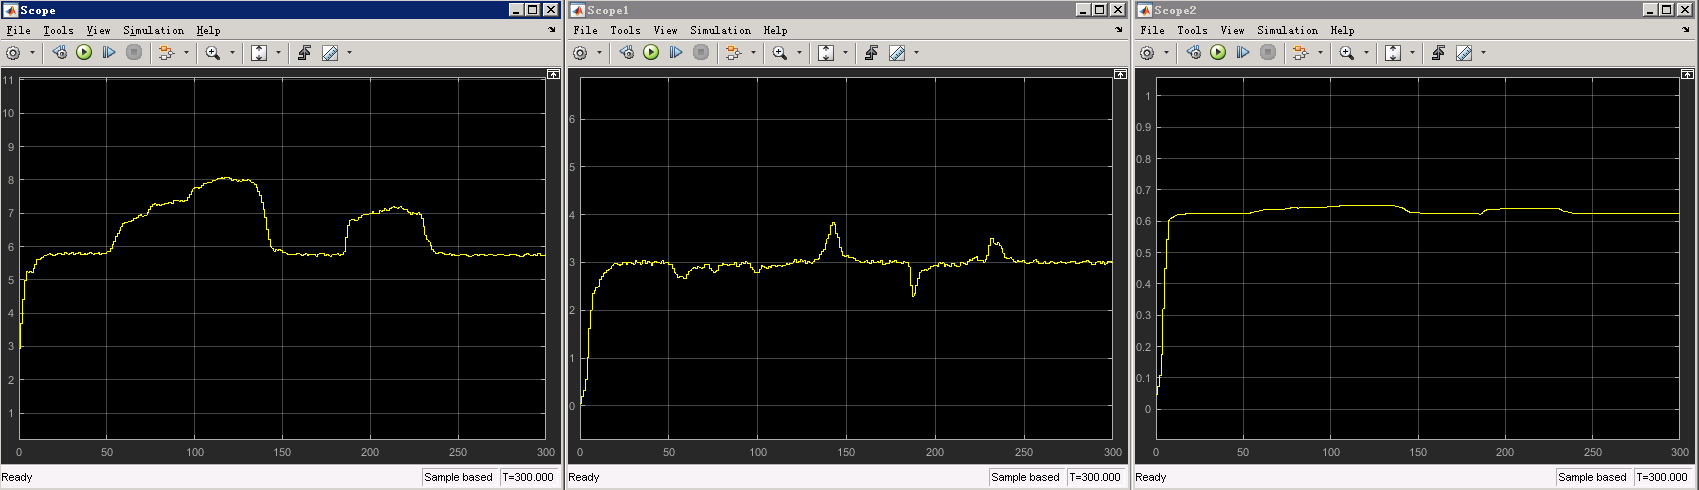 Scope
File Tools View Simulation Help
11
10
9
8
7
6
5
4
3
2
1
0 50 100 150 200 250 300
Ready Sample based T=300.000
Scope1
File Tools View Simulation Help
6
5
4
3
2
1
0
0 50 100 150 200 250 300
Ready Sample based T=300.000
Scope2
File Tools View Simulation Help
1
0.9
0.8
0.7
0.6
0.5
0.4
0.3
0.2
0.1
0
0 50 100 150 200 250 300
Ready Sample based T=300.000